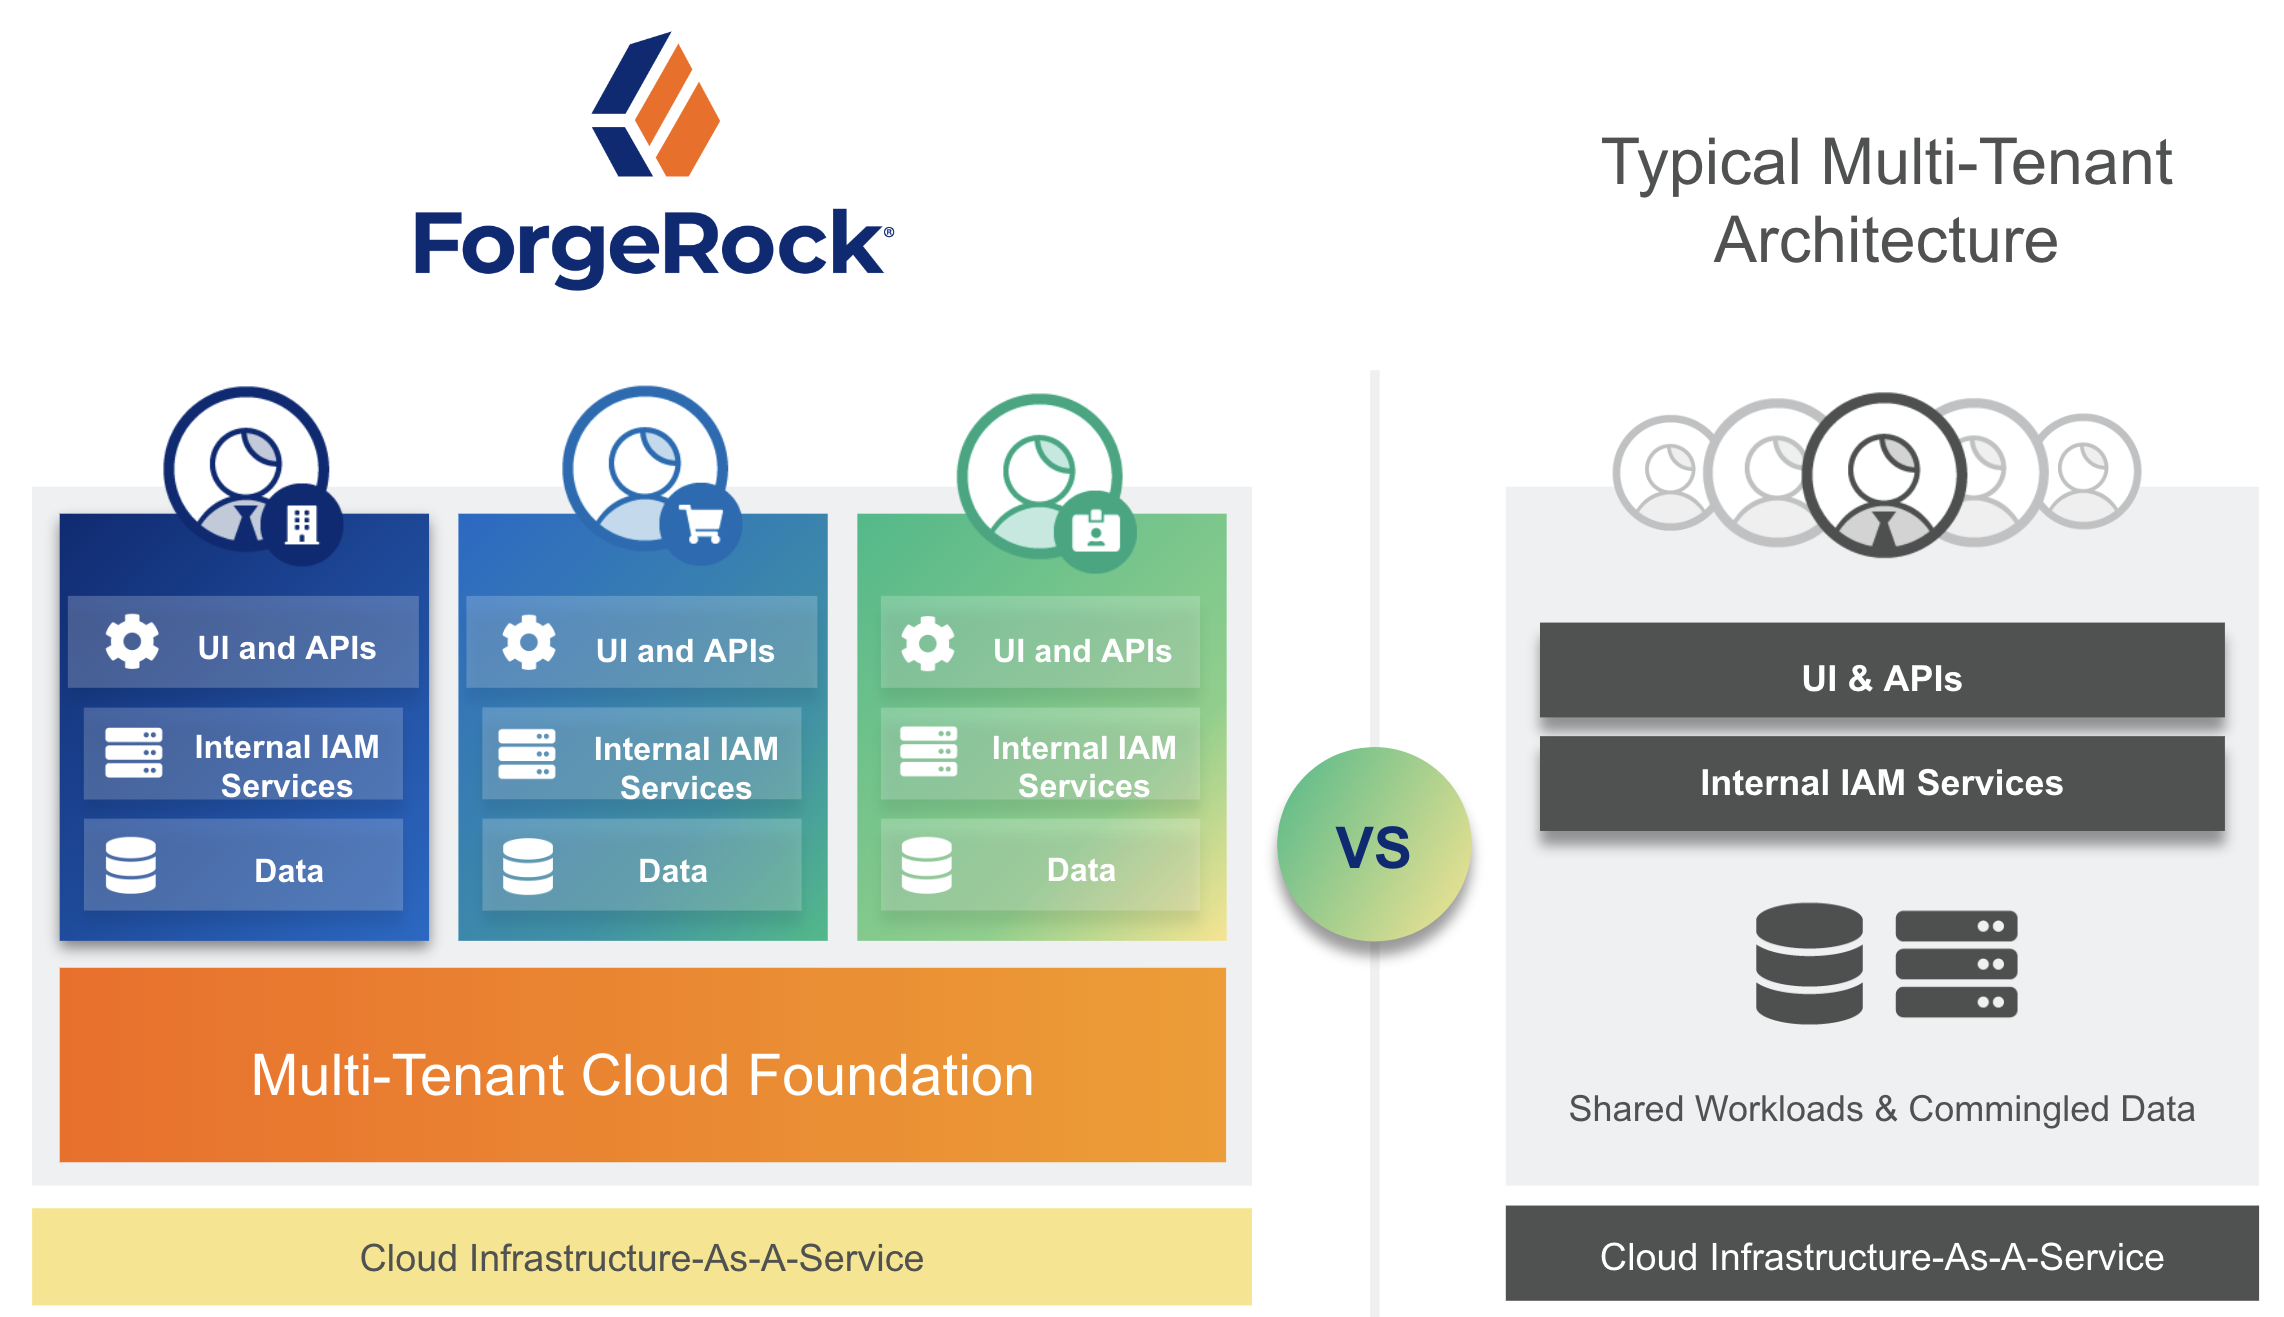 ForgeRock®
Typical Multi-Tenant
Architecture
UI and APIs
Internal IAM
Services
Data
UI and APIs
Internal IAM
Services
Data
UI and APIs
Internal IAM
Services
Data
Multi-Tenant Cloud Foundation
Cloud Infrastructure-As-A-Service
VS
UI & APIs
Internal IAM Services
Shared Workloads & Commingled Data
Cloud Infrastructure-As-A-Service